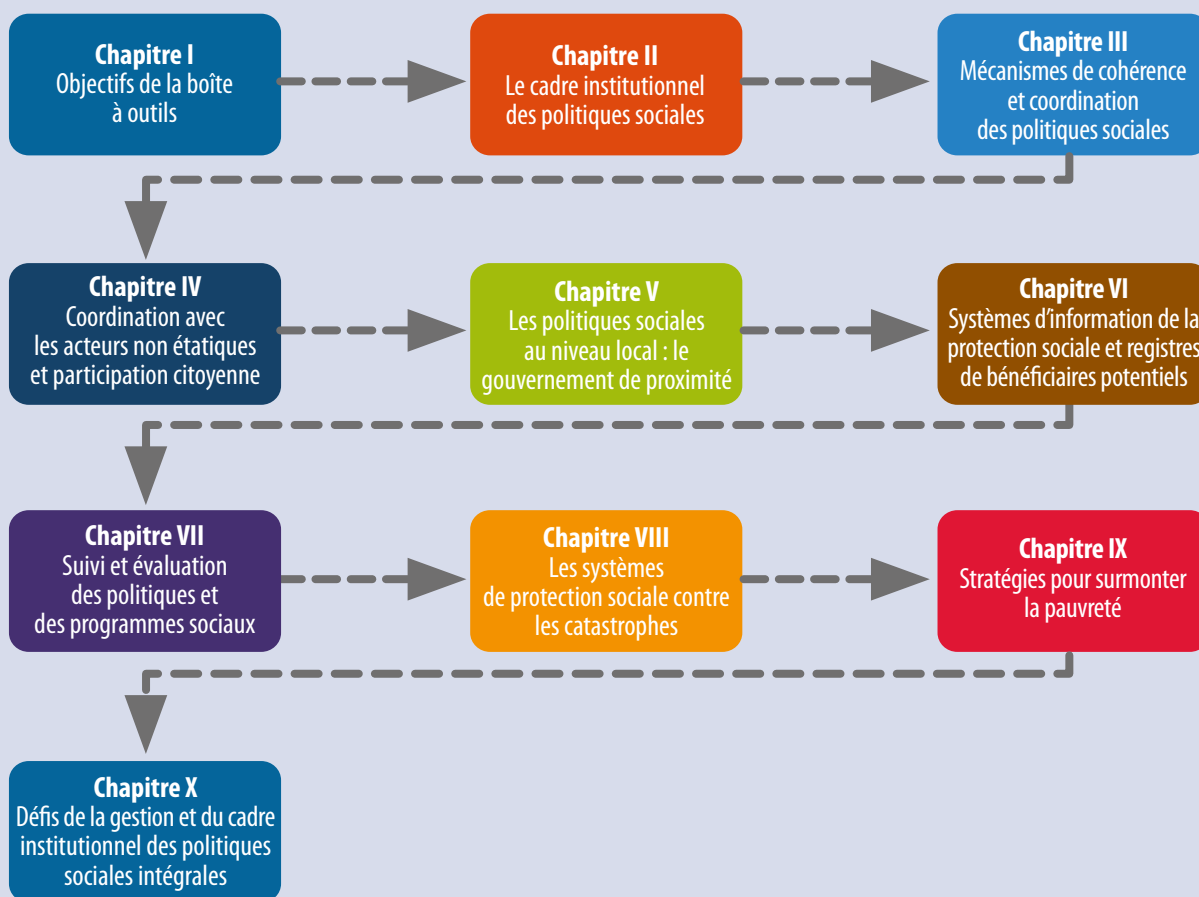 Chapitre I
Objectifs de la boîte
à outils
Chapitre II
Le cadre institutionnel
des politiques sociales
Chapitre III
Mécanismes de cohérence
et coordination
des politiques sociales
Chapitre IV
Coordination avec
les acteurs non étatiques
et participation citoyenne
Chapitre V
Les politiques sociales
au niveau local : le
gouvernement de proximité
Chapitre VI
Systèmes d'information de la
protection sociale et registres
de bénéficiaires potentiels
Chapitre VII
Suivi et évaluation
des politiques et
des programmes sociaux
Chapitre VIII
Les systèmes
de protection sociale contre
les catastrophes
Chapitre IX
Stratégies pour surmonter
la pauvreté
Chapitre X
Défis de la gestion et du cadre
institutionnel des politiques
sociales intégrales